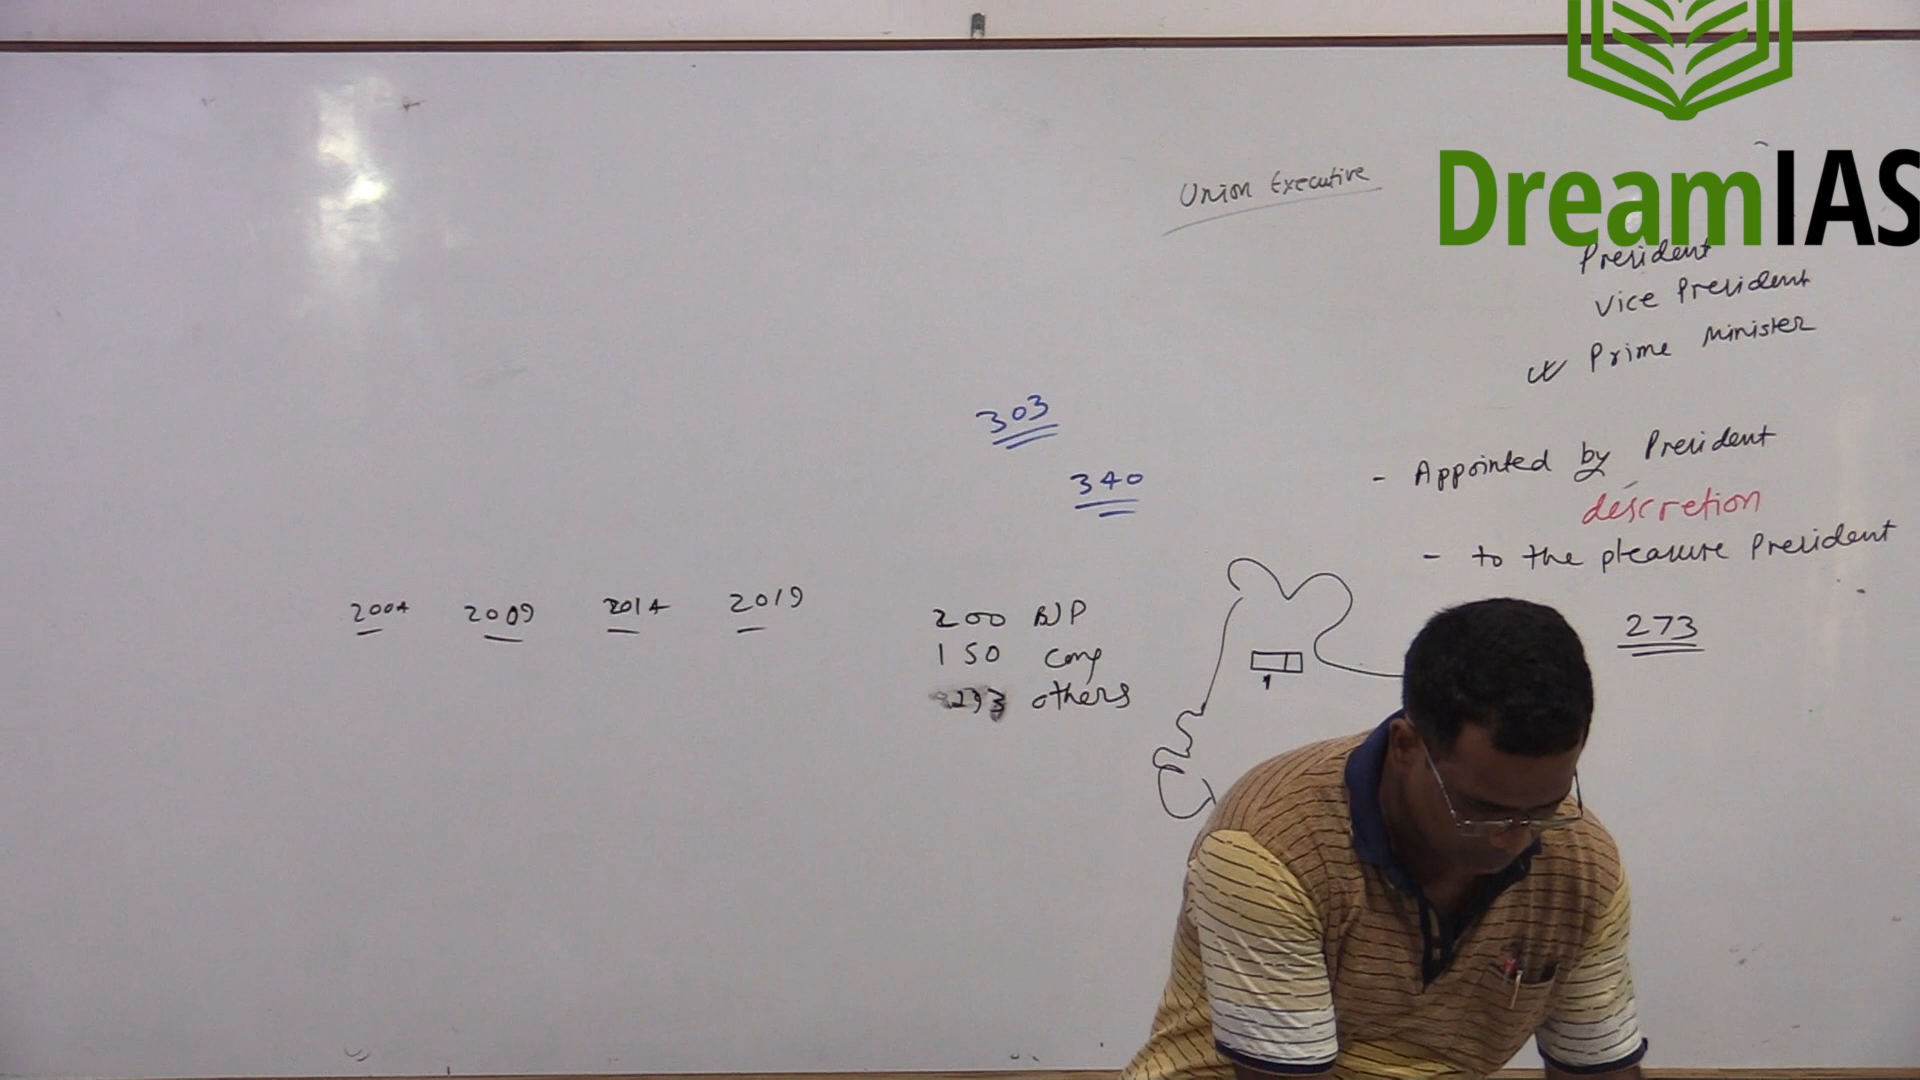 DreamIAS
Union Executive
President
Vice President
Prime Minister
303
340
- Appointed by President
descretion
- to the pleasure President
273
2004 2009 2014 2019
200 BJP
150 Cong
others